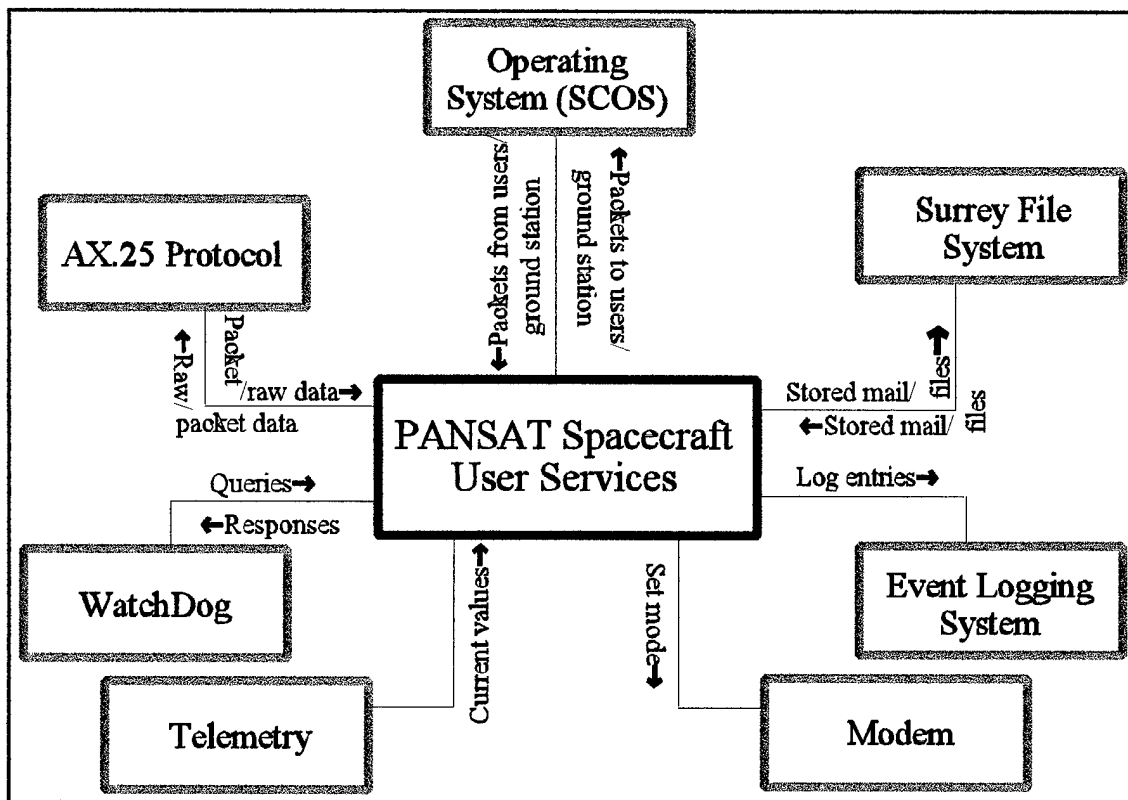 Operating
System (SCOS)
←Packets from users/
ground station
←Packets to users/
ground station
AX.25 Protocol
Surrey File
System
←Raw/
packet data
Packet
/raw data→
PANSAT Spacecraft
User Services
Stored mail/
files→
←Stored mail/
files
Queries→
←Responses
Log entries→
WatchDog
Current values→
Set mode→
Event Logging
System
Telemetry
Modem